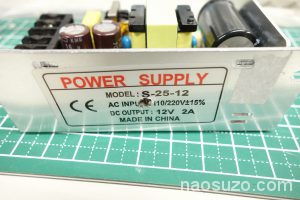 POWER SUPPLY
MODEL: S-25-12
CE AC INPUT: 110/220V±15%
DC OUTPUT: 12V 2A
MADE IN CHINA
naosuzo.com